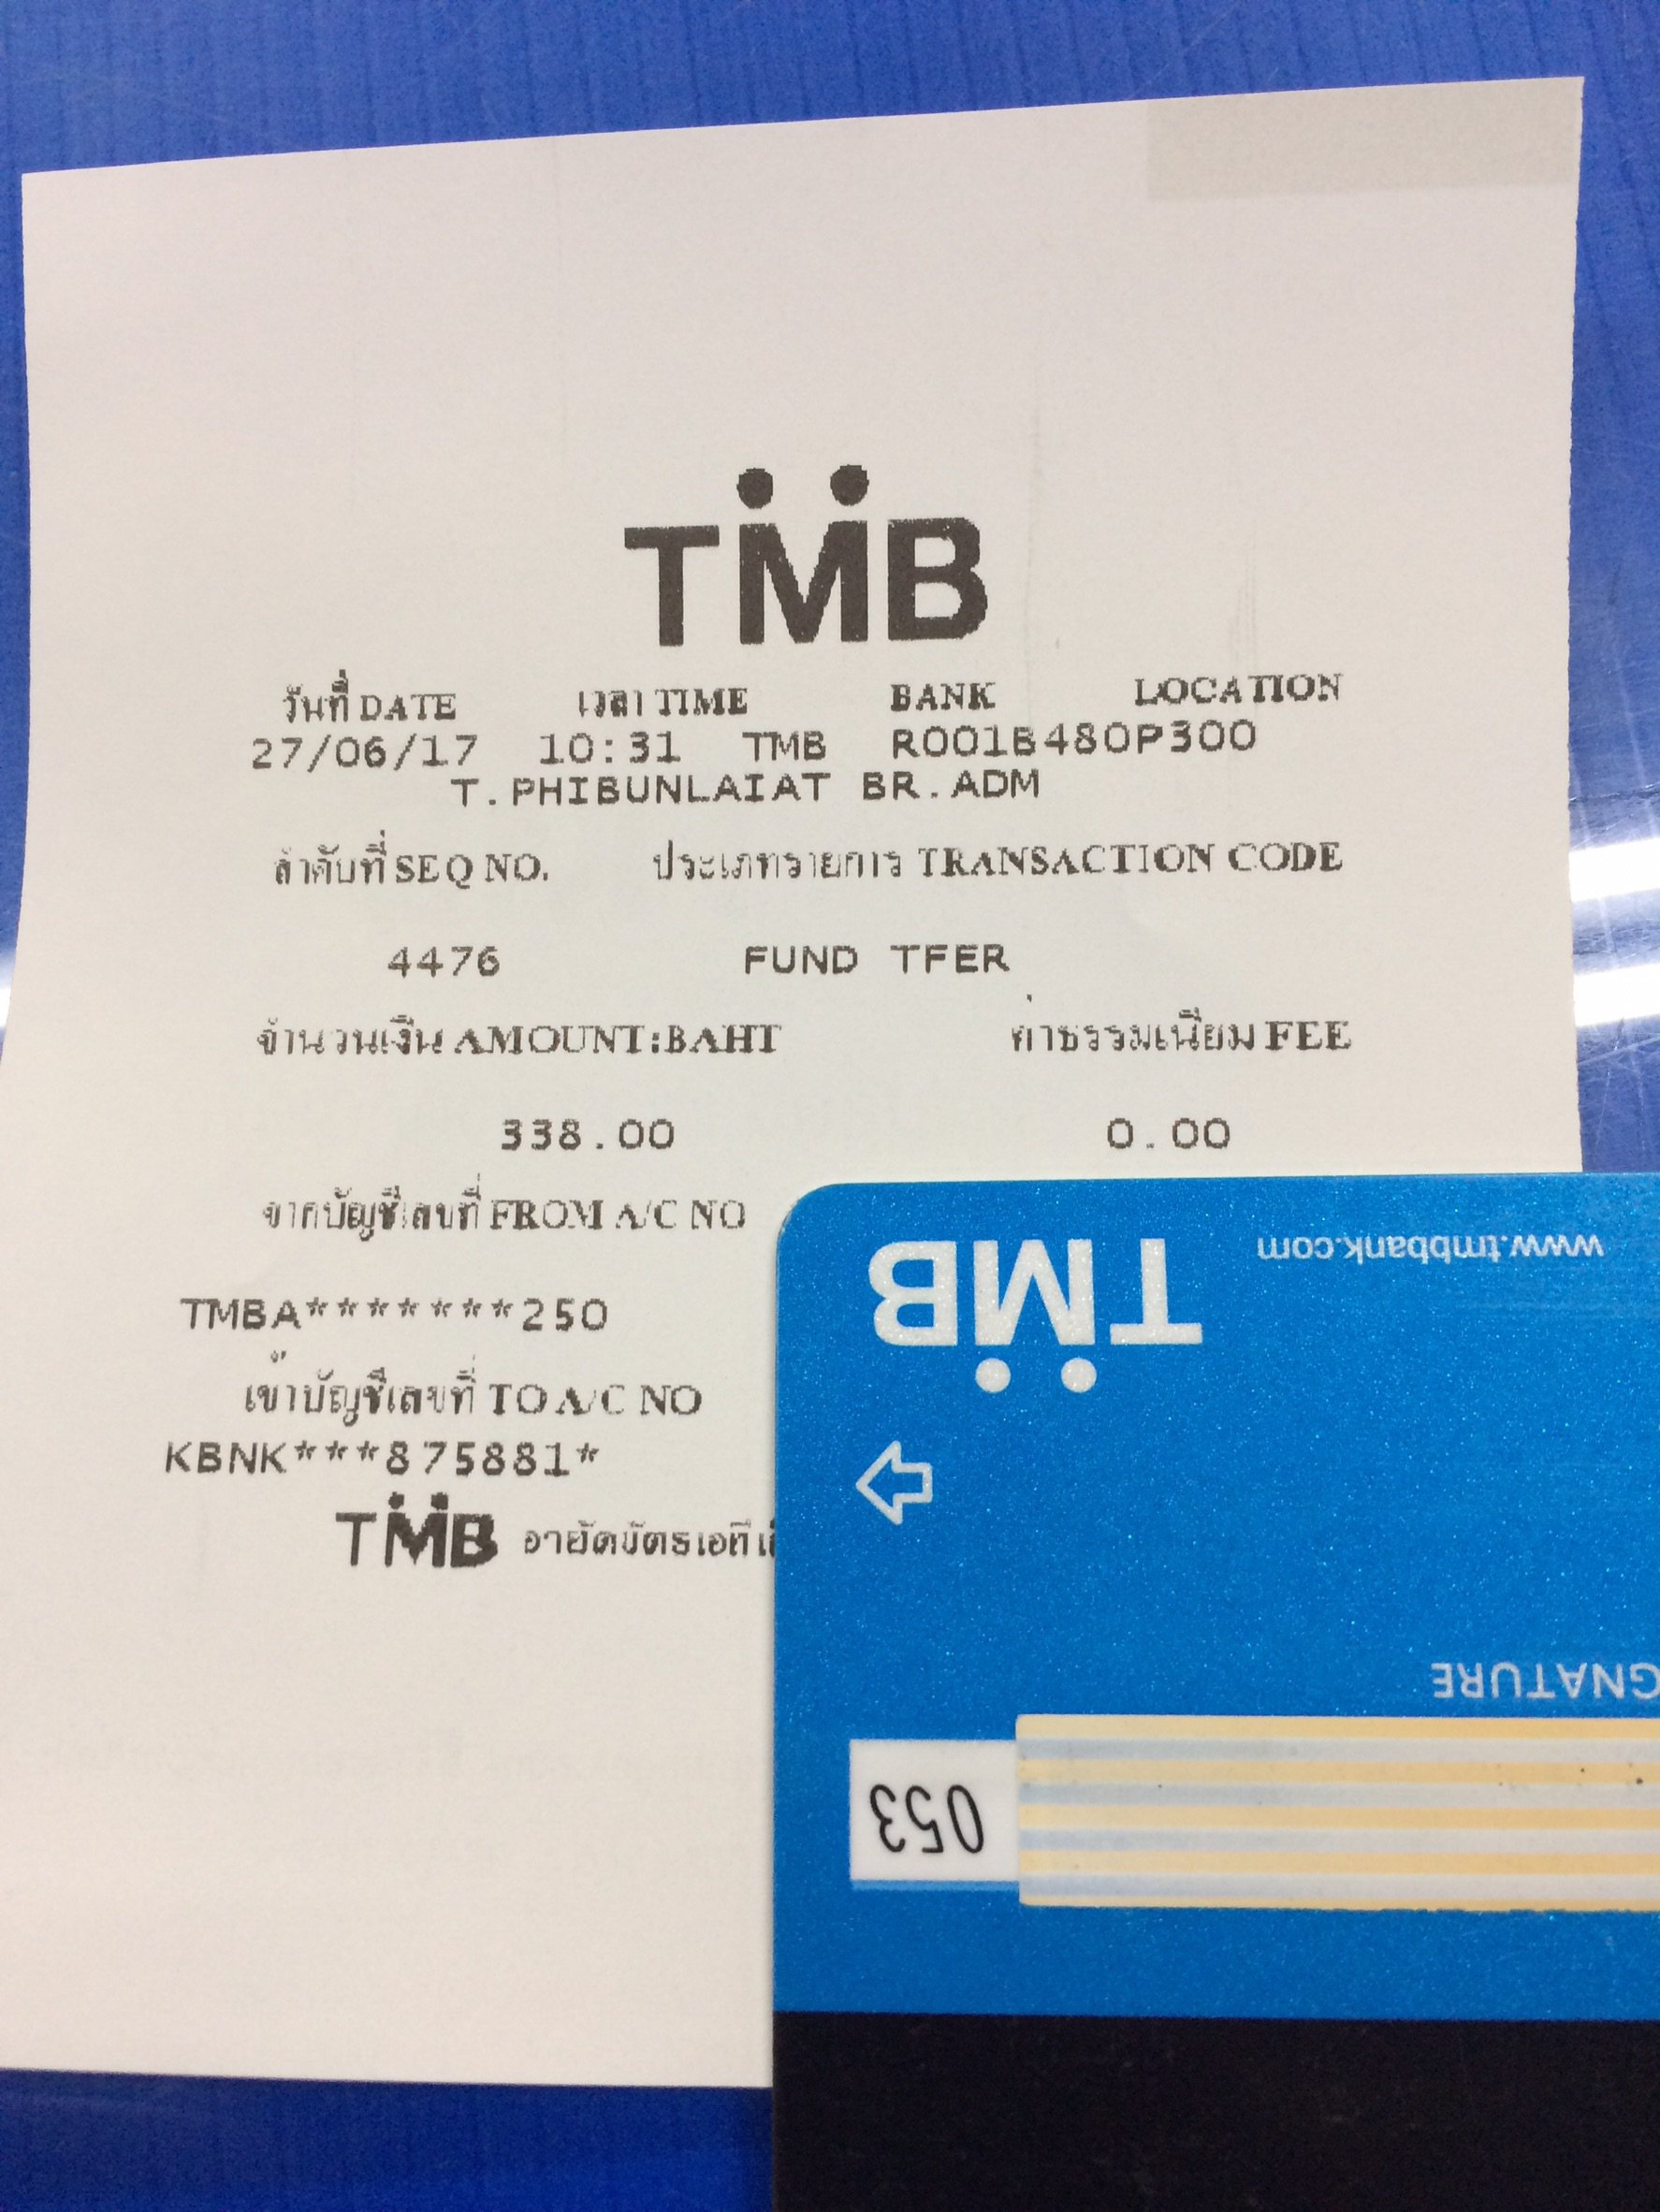 TMB
วันที่ DATE เวลา TIME BANK LOCATION
27/06/17 10:31 TMB R001B480P300
T.PHIBUNLAIAT BR.ADM
ลำดับที่ SEQ NO. ประเภทรายการ TRANSACTION CODE
4476 FUND TFER
จำนวนเงิน AMOUNT:BAHT ค่าธรรมเนียม FEE
338.00 0.00
จากบัญชีเลขที่ FROM A/C NO
TMBA*******250
เข้าบัญชีเลขที่ TO A/C NO
KBNK***875881*
TMB อายัดบัตรเอที
TMB
www.tmbbank.com
GNATURE
053